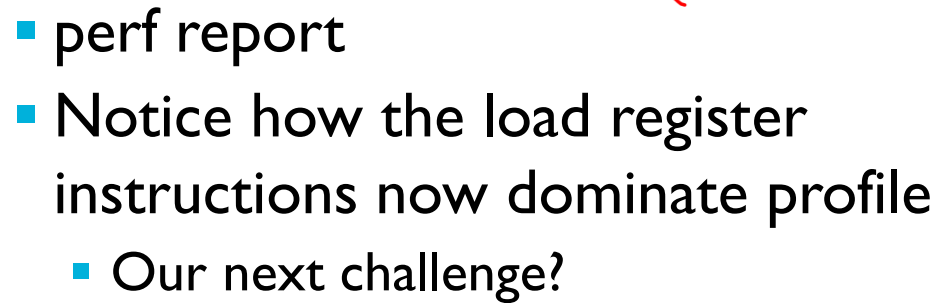 perf report
Notice how the load register
instructions now dominate profile
Our next challenge?